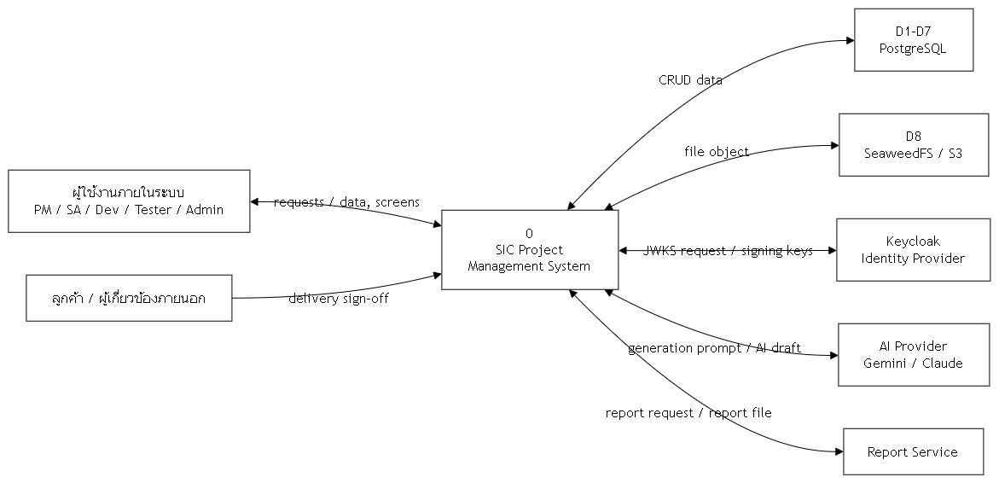 D1-D7
PostgreSQL
CRUD data
D8
SeaweedFS / S3
file object
ผู้ใช้งานภายในระบบ
PM / SA / Dev / Tester / Admin
requests / data, screens
0
SIC Project
Management System
Keycloak
Identity Provider
JWKS request / signing keys
ลูกค้า / ผู้เกี่ยวข้องภายนอก
delivery sign-off
AI Provider
Gemini / Claude
generation prompt / AI draft
report request / report file
Report Service